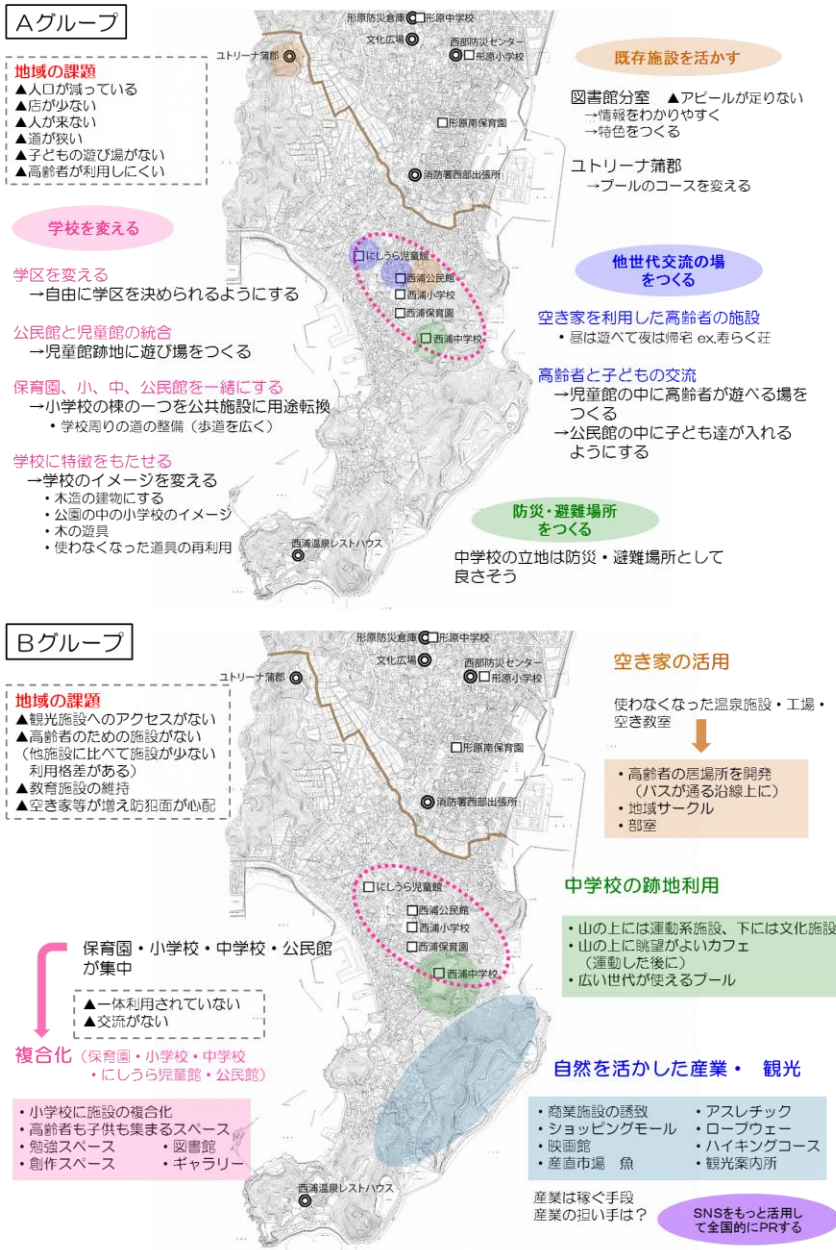 Aグループ
地域の課題
▲人口が減っている
▲店が少ない
▲人が来ない
▲道が狭い
▲子どもの遊び場がない
▲高齢者が利用しにくい
形原防災倉庫
形原中学校
文化広場
西部防災センター
形原小学校
ユトリーナ蒲郡
形原南保育園
消防署西部出張所
にしうら児童館
西浦公民館
西浦小学校
西浦保育園
西浦中学校
西浦温泉レストハウス
既存施設を活かす
図書館分室 ▲アピールが足りない
→情報をわかりやすく
→特色をつくる
ユトリーナ蒲郡
→プールのコースを変える
学校を変える
学区を変える
→自由に学区を決められるようにする
公民館と児童館の統合
→児童館跡地に遊び場をつくる
保育園、小、中、公民館を一緒にする
→小学校の棟の一つを公共施設に用途転換
・学校周りの道の整備（歩道を広く）
学校に特徴をもたせる
→学校のイメージを変える
・木造の建物にする
・公園の中の小学校のイメージ
・木の遊具
・使わなくなった道具の再利用
他世代交流の場
をつくる
空き家を利用した高齢者の施設
・昼は遊べて夜は帰宅 ex.寿らく荘
高齢者と子どもの交流
→児童館の中に高齢者が遊べる場を
つくる
→公民館の中に子ども達が入れる
ようにする
防災・避難場所
をつくる
中学校の立地は防災・避難場所として
良さそう
Bグループ
地域の課題
▲観光施設へのアクセスがない
▲高齢者のための施設がない
（他施設に比べて施設が少ない
利用格差がある）
▲教育施設の維持
▲空き家等が増え防犯面が心配
形原防災倉庫
形原中学校
文化広場
西部防災センター
形原小学校
ユトリーナ蒲郡
形原南保育園
消防署西部出張所
にしうら児童館
西浦公民館
西浦小学校
西浦保育園
西浦中学校
西浦温泉レストハウス
空き家の活用
使わなくなった温泉施設・工場・
空き教室
…
・高齢者の居場所を開発
（バスが通る沿線上に）
・地域サークル
・部室
中学校の跡地利用
・山の上には運動系施設、下には文化施設
・山の上に眺望がよいカフェ
（運動した後に）
・広い世代が使えるプール
保育園・小学校・中学校・公民館
が集中
▲一体利用されていない
▲交流がない
複合化（保育園・小学校・中学校
・にしうら児童館・公民館）
・小学校に施設の複合化
・高齢者も子供も集まるスペース
・勉強スペース ・図書館
・創作スペース ・ギャラリー
自然を活かした産業・ 観光
・商業施設の誘致 ・アスレチック
・ショッピングモール ・ロープウェー
・映画館 ・ハイキングコース
・産直市場 魚 ・観光案内所
産業は稼ぐ手段
産業の担い手は？
SNSをもっと活用し
て全国的にPRする